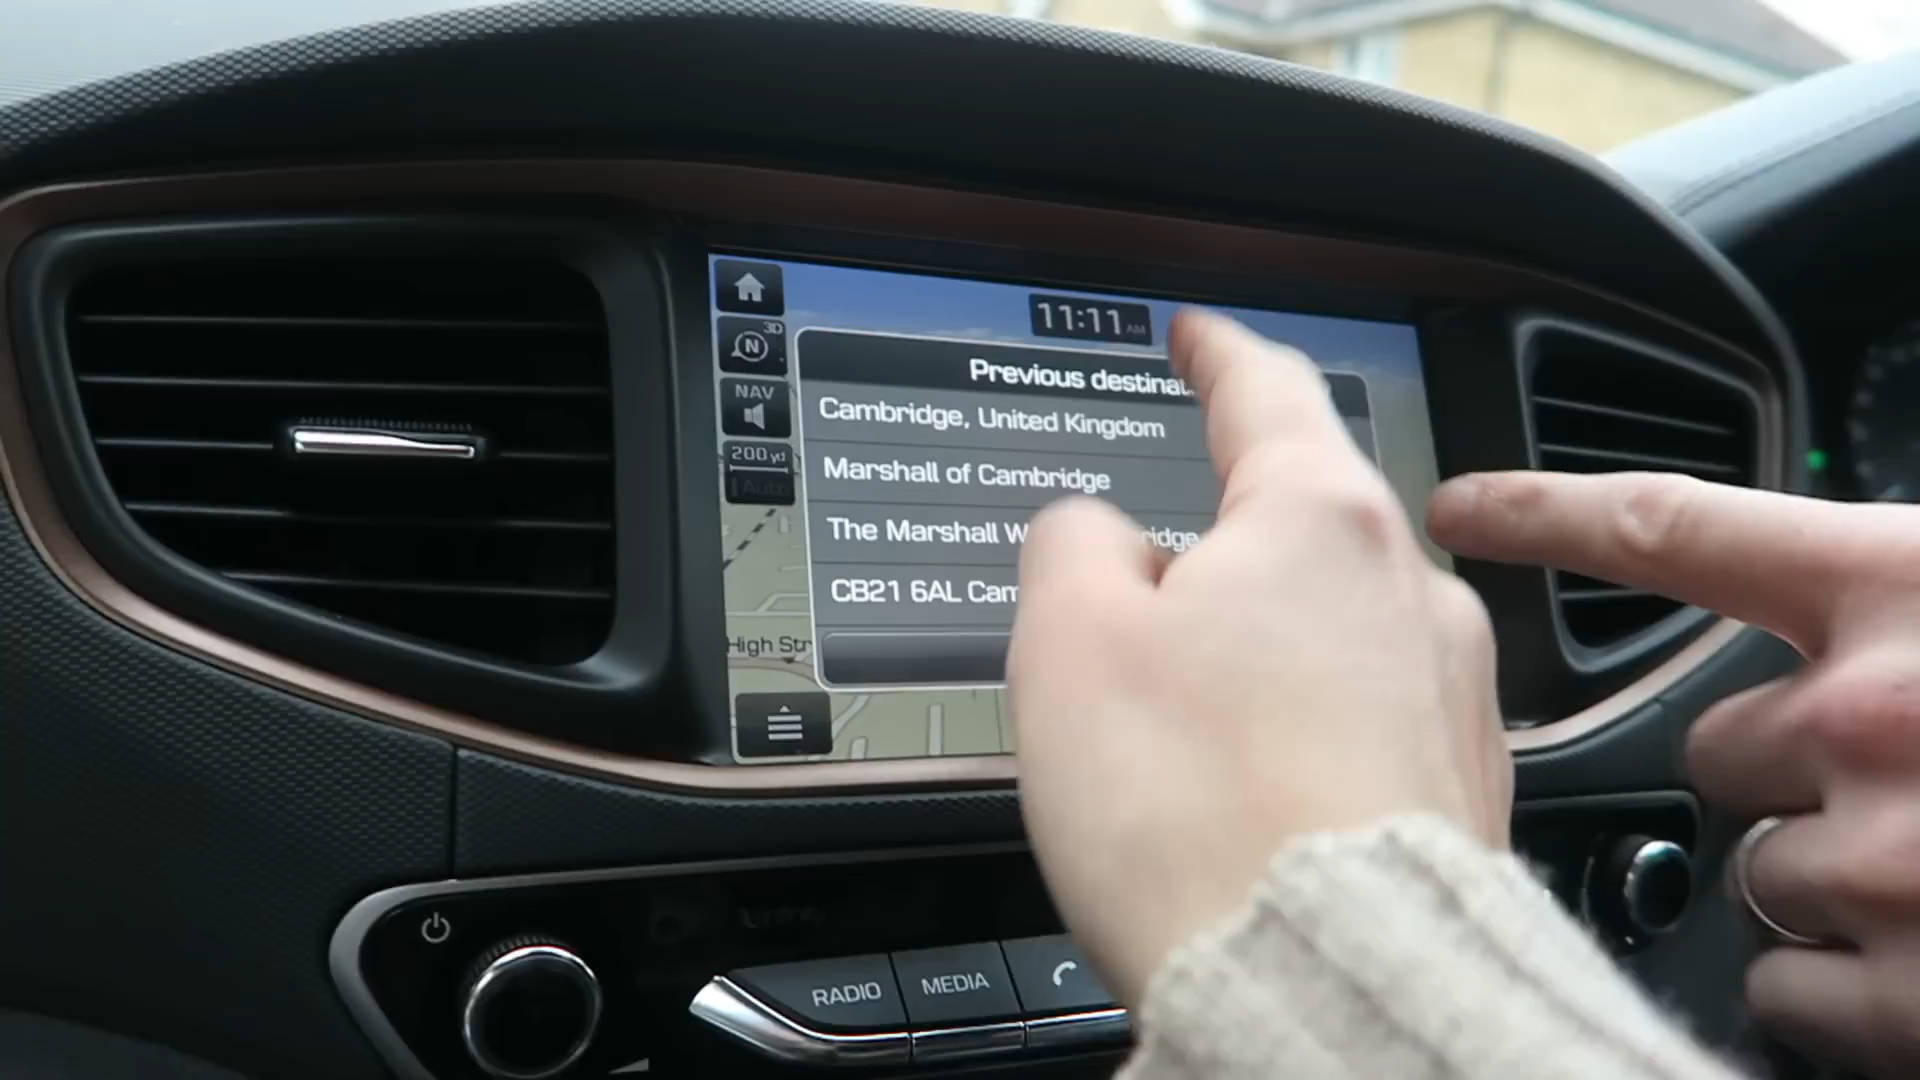 11:11 AM
3D
N
Previous destinat
Cambridge, United Kingdom
NAV
Marshall of Cambridge
200 yd
Auto
The Marshall W ridge
CB21 6AL Cam
High Str
RADIO
MEDIA